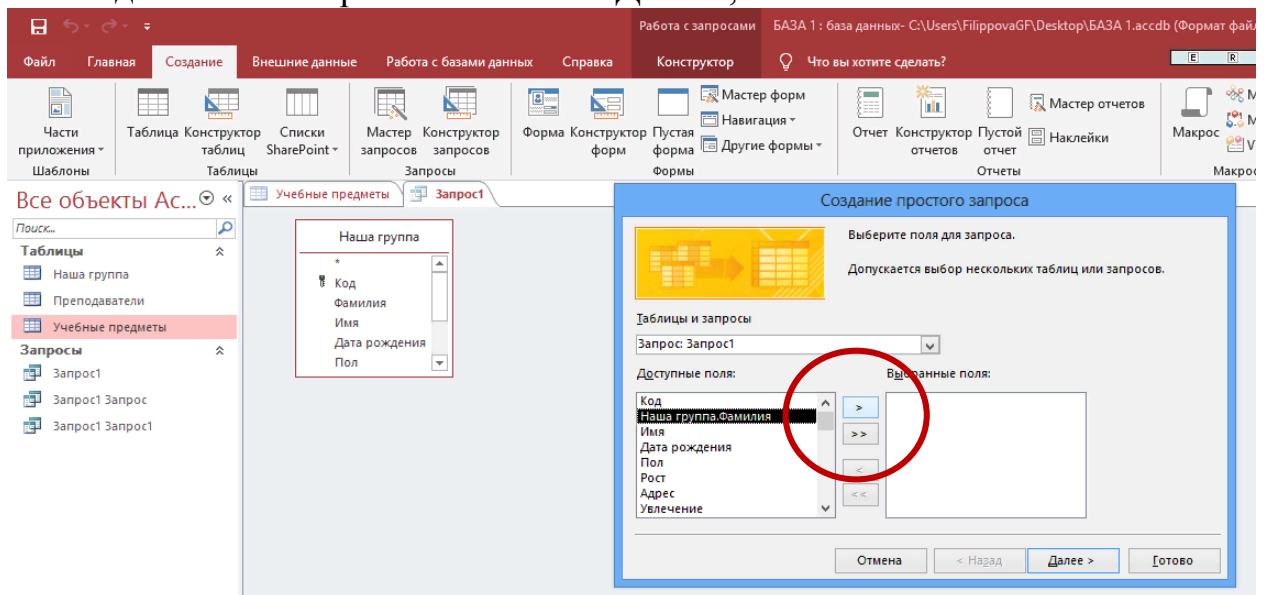 Работа с запросами БАЗА 1 : база данных- C:\Users\FilippovaGF\Desktop\БАЗА 1.accdb (Формат фай
Файл Главная Создание Внешние данные Работа с базами данных Справка Конструктор Что вы хотите сделать? E R
Части приложения
Шаблоны
Таблица Конструктор таблиц Списки SharePoint
Таблицы
Мастер запросов Конструктор запросов
Запросы
Форма Конструктор форм Пустая форма
Мастер форм
Навигация
Другие формы
Формы
Отчет Конструктор отчетов Пустой отчет
Мастер отчетов
Наклейки
Отчеты
Макрос
Все объекты Ac...
Поиск...
Таблицы
Наша группа
Преподаватели
Учебные предметы
Запросы
Запрос1
Запрос1 Запрос
Запрос1 Запрос1
Учебные предметы Запрос1
Наша группа
*
Код
Фамилия
Имя
Дата рождения
Пол
Создание простого запроса
Выберите поля для запроса.
Допускается выбор нескольких таблиц или запросов.
Таблицы и запросы
Запрос: Запрос1
Доступные поля: Выбранные поля:
Код
Наша группа.Фамилия
Имя
Дата рождения
Пол
Рост
Адрес
Увлечение
>
>>
<
<<
Отмена < Назад Далее > Готово